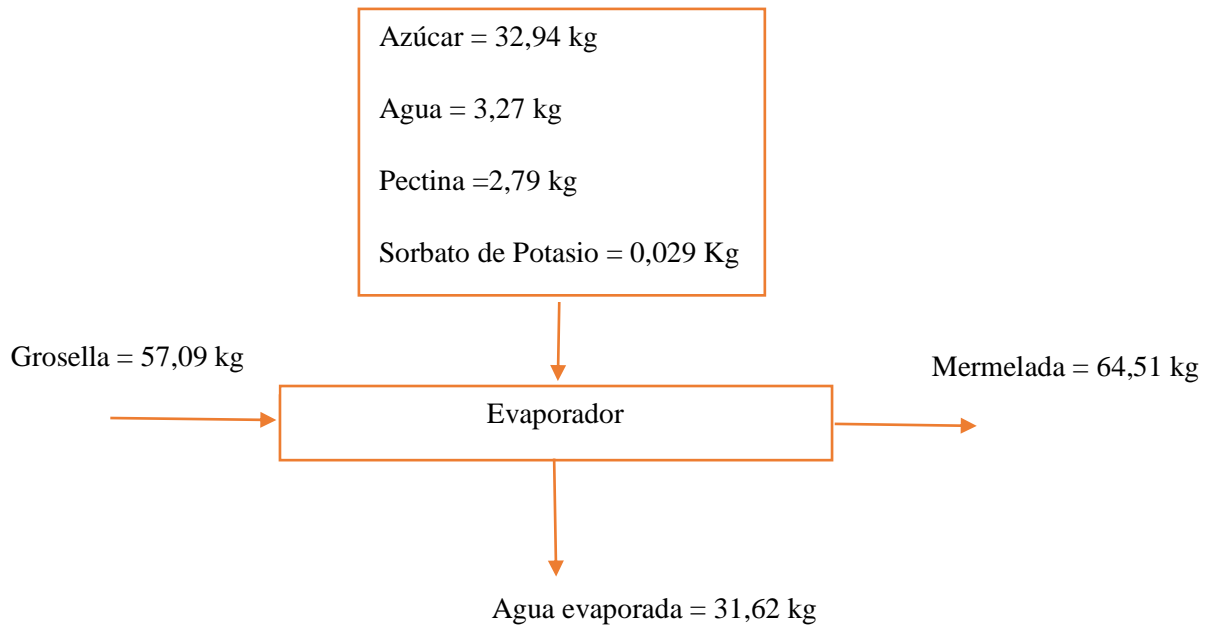 Azúcar = 32,94 kg
Agua = 3,27 kg
Pectina =2,79 kg
Sorbato de Potasio = 0,029 Kg
Grosella = 57,09 kg
Mermelada = 64,51 kg
Evaporador
Agua evaporada = 31,62 kg